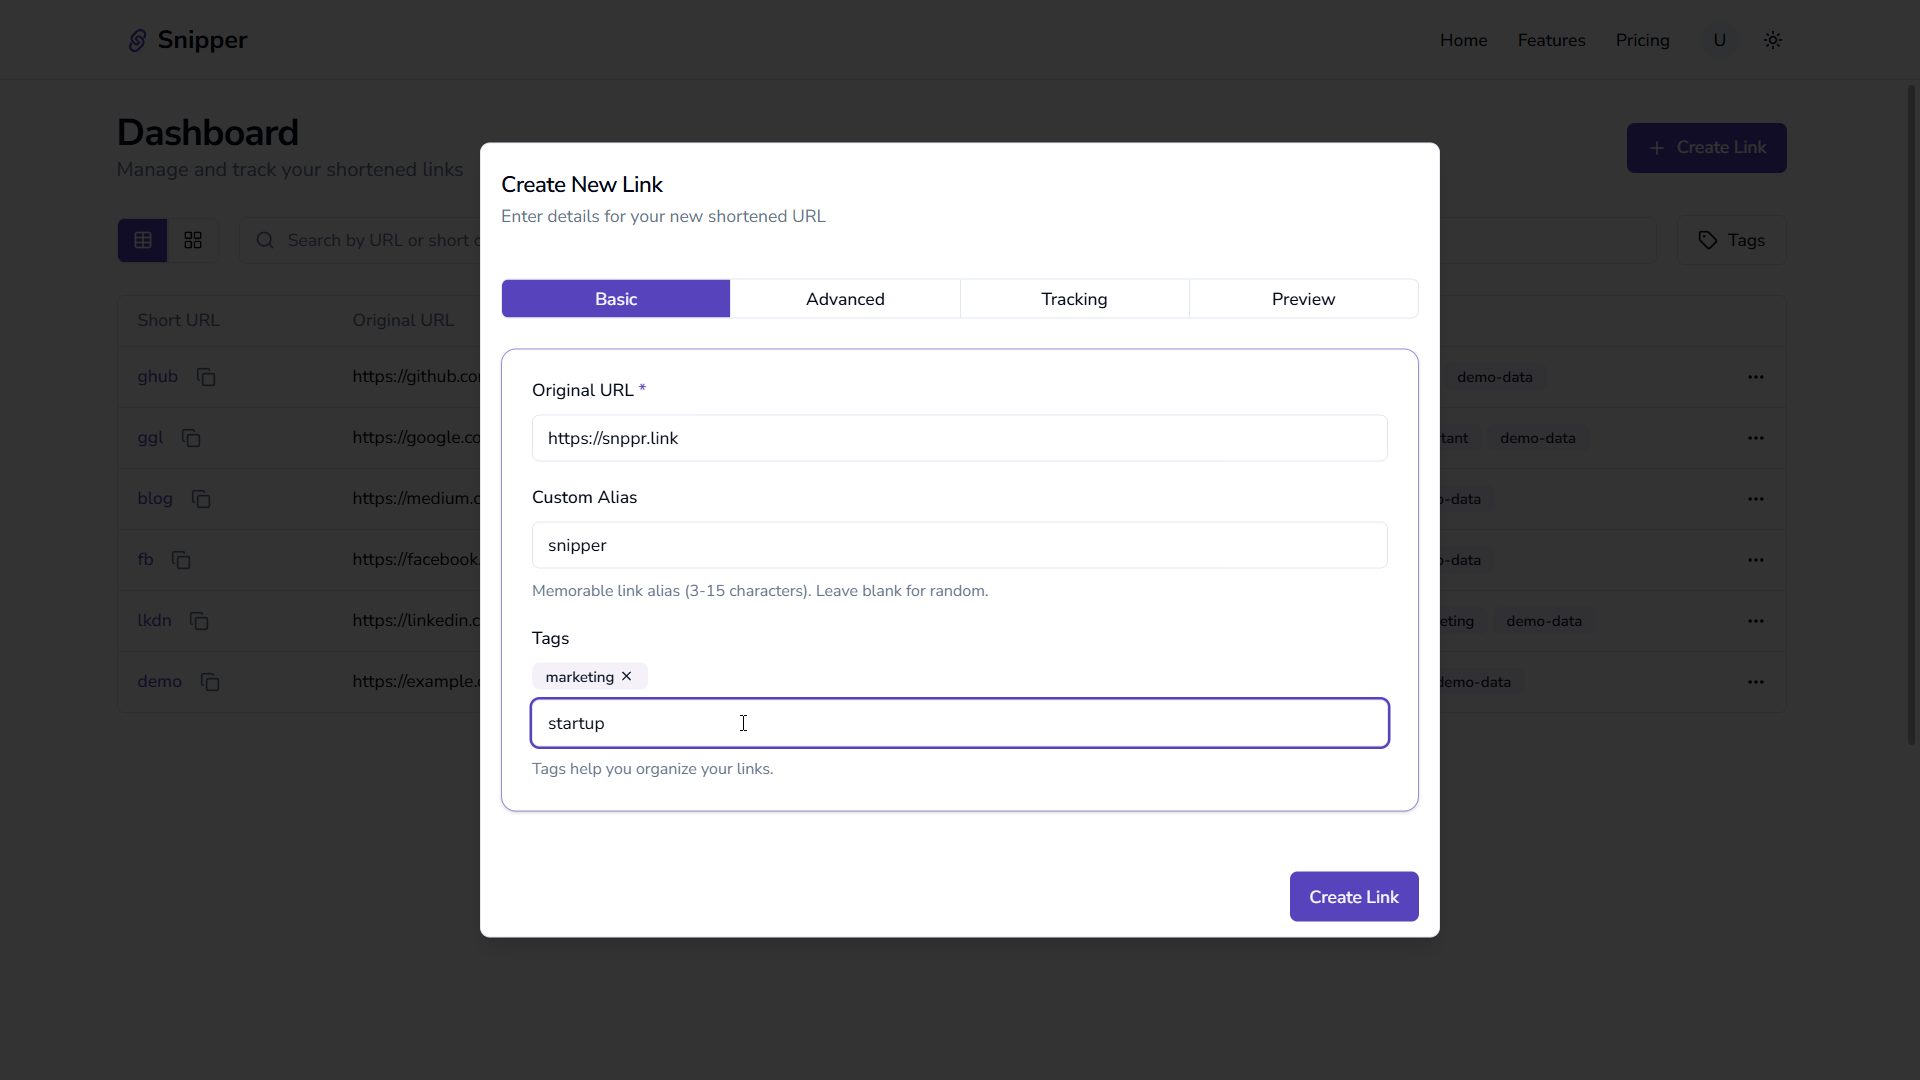 Snipper
Home Features Pricing U
Dashboard
Manage and track your shortened links
+ Create Link
Search by URL or short
Tags
Short URL Original URL
ghub https://github.co demo-data
ggl https://google.co demo-data
blog https://medium.c -data
fb https://facebook. -data
lkdn https://linkedin.c demo-data
demo https://example. demo-data
Create New Link
Enter details for your new shortened URL
Basic Advanced Tracking Preview
Original URL *
https://snppr.link
Custom Alias
snipper
Memorable link alias (3-15 characters). Leave blank for random.
Tags
marketing ✕
startup
Tags help you organize your links.
Create Link